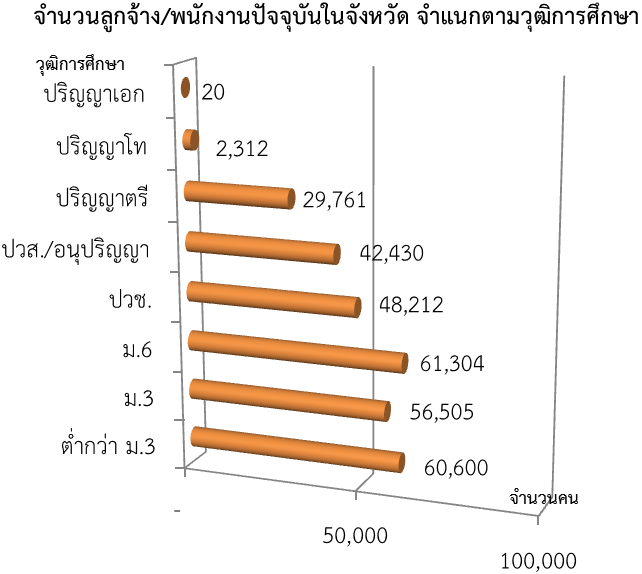 จำนวนลูกจ้าง/พนักงานปัจจุบันในจังหวัด จำแนกตามวุฒิการศึกษา
วุฒิการศึกษา
ปริญญาเอก 20
ปริญญาโท 2,312
ปริญญาตรี 29,761
ปวส./อนุปริญญา 42,430
ปวช. 48,212
ม.6 61,304
ม.3 56,505
ต่ำกว่า ม.3 60,600
จำนวนคน
-
50,000
100,000